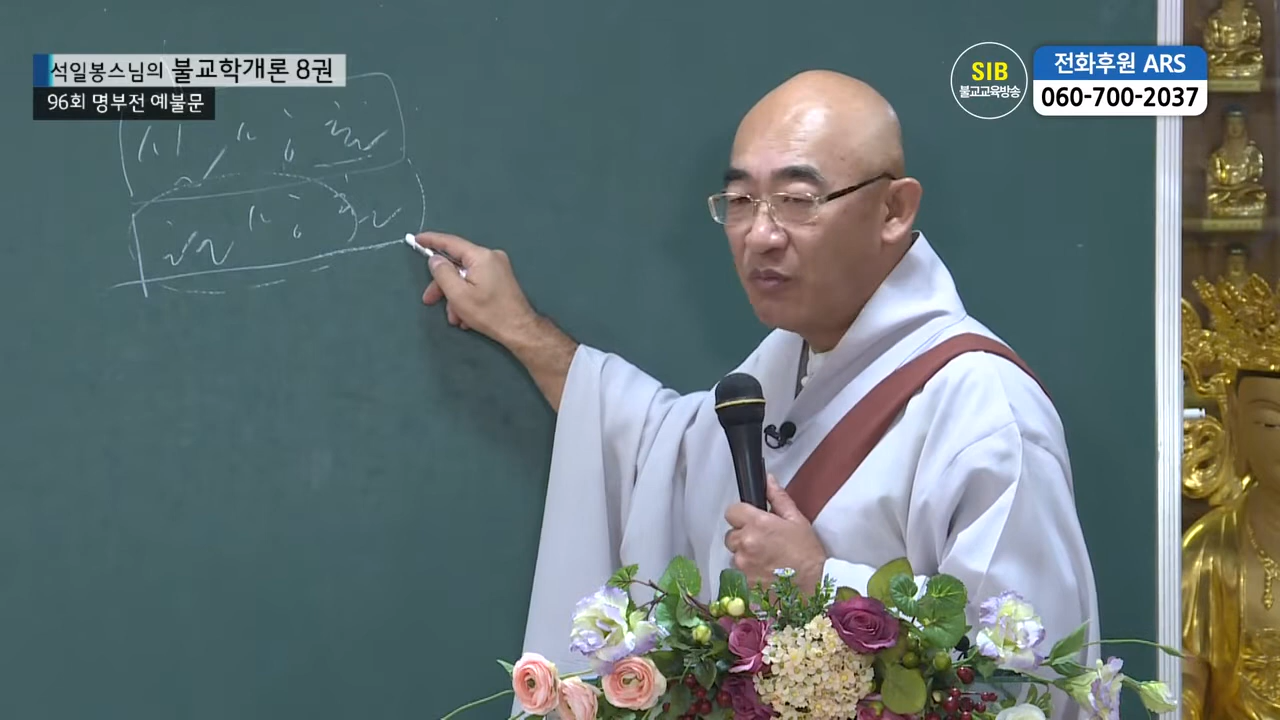 석일봉스님의 불교학개론 8권
96회 명부전 예불문
SIB
불교교육방송
전화후원 ARS
060-700-2037